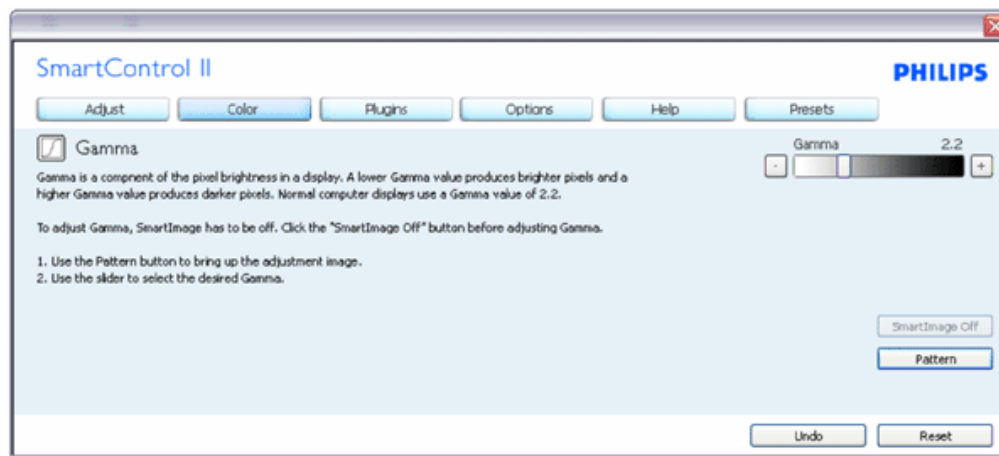 SmartControl II
PHILIPS
Adjust Color Plugins Options Help Presets
Gamma
Gamma 2.2
- +
Gamma is a compnent of the pixel brightness in a display. A lower Gamma value produces brighter pixels and a
higher Gamma value produces darker pixels. Normal computer displays use a Gamma value of 2.2.
To adjust Gamma, SmartImage has to be off. Click the "SmartImage Off" button before adjusting Gamma.
1. Use the Pattern button to bring up the adjustment image.
2. Use the slider to select the desired Gamma.
SmartImage Off
Pattern
Undo Reset